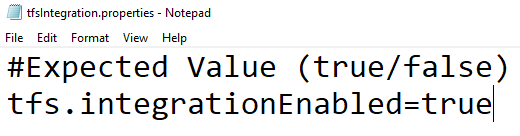 tfsIntegration.properties - Notepad
File Edit Format View Help
#Expected Value (true/false)
tfs.integrationEnabled=true